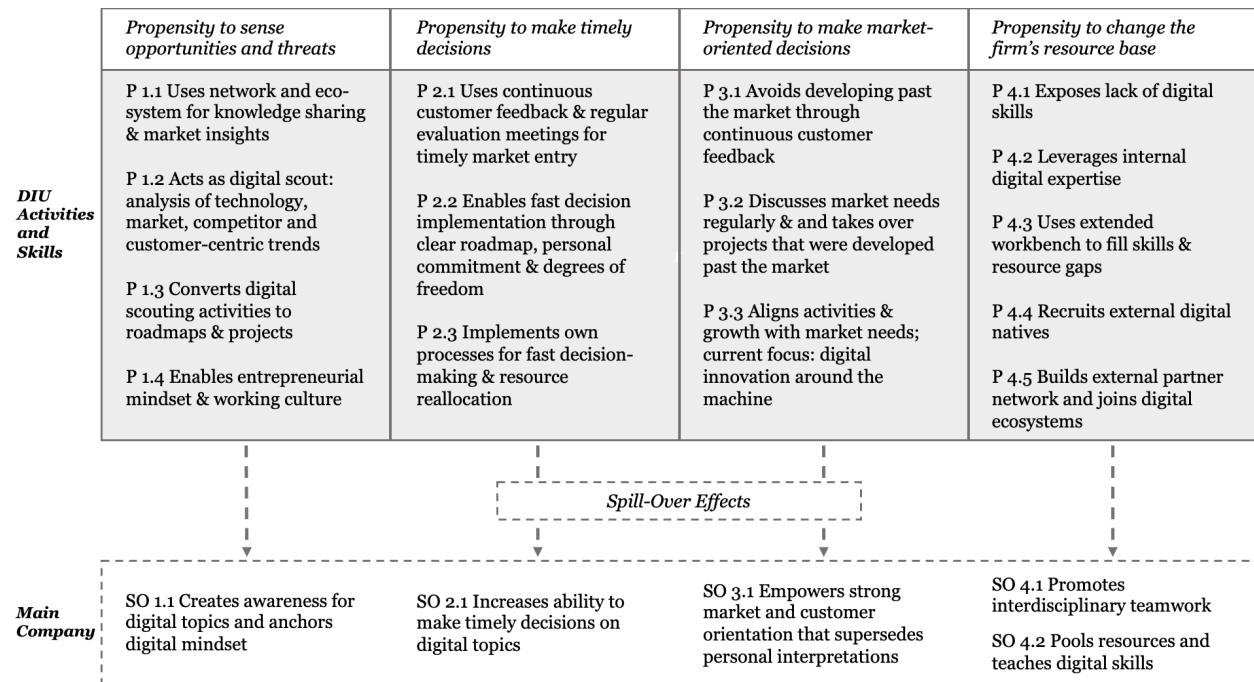 Propensity to sense
opportunities and threats
Propensity to make timely
decisions
Propensity to make market-
oriented decisions
Propensity to change the
firm's resource base
DIU
Activities
and
Skills
P 1.1 Uses network and eco-
system for knowledge sharing
& market insights
P 1.2 Acts as digital scout:
analysis of technology,
market, competitor and
customer-centric trends
P 1.3 Converts digital
scouting activities to
roadmaps & projects
P 1.4 Enables entrepreneurial
mindset & working culture
P 2.1 Uses continuous
customer feedback & regular
evaluation meetings for
timely market entry
P 2.2 Enables fast decision
implementation through
clear roadmap, personal
commitment & degrees of
freedom
P 2.3 Implements own
processes for fast decision-
making & resource
reallocation
P 3.1 Avoids developing past
the market through
continuous customer
feedback
P 3.2 Discusses market needs
regularly & and takes over
projects that were developed
past the market
P 3.3 Aligns activities &
growth with market needs;
current focus: digital
innovation around the
machine
P 4.1 Exposes lack of digital
skills
P 4.2 Leverages internal
digital expertise
P 4.3 Uses extended
workbench to fill skills &
resource gaps
P 4.4 Recruits external digital
natives
P 4.5 Builds external partner
network and joins digital
ecosystems
Spill-Over Effects
Main
Company
SO 1.1 Creates awareness for
digital topics and anchors
digital mindset
SO 2.1 Increases ability to
make timely decisions on
digital topics
SO 3.1 Empowers strong
market and customer
orientation that supersedes
personal interpretations
SO 4.1 Promotes
interdisciplinary teamwork
SO 4.2 Pools resources and
teaches digital skills